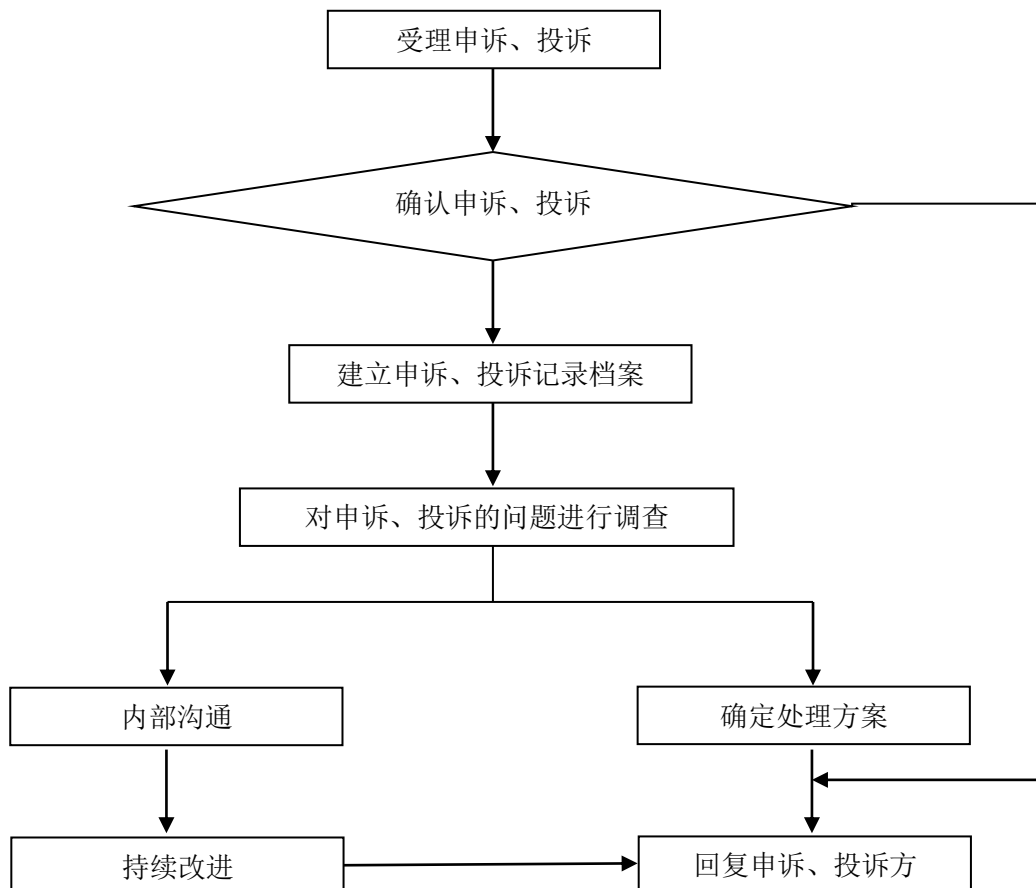 受理申诉、投诉
确认申诉、投诉
建立申诉、投诉记录档案
对申诉、投诉的问题进行调查
内部沟通
确定处理方案
持续改进
回复申诉、投诉方